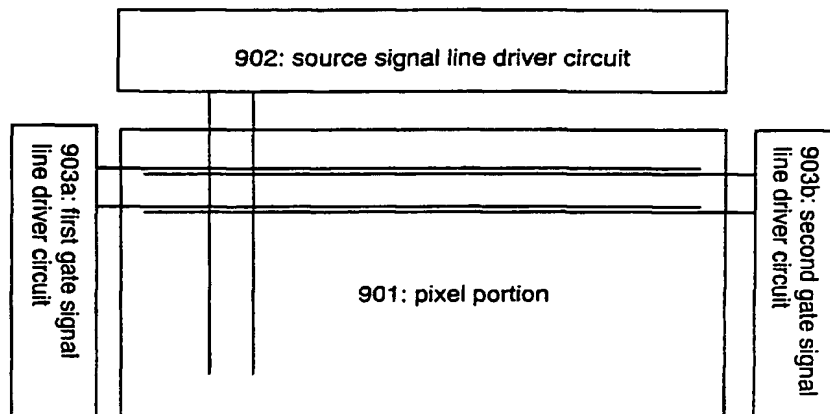 902: source signal line driver circuit
903a: first gate signal
line driver circuit
901: pixel portion
903b: second gate signal
line driver circuit